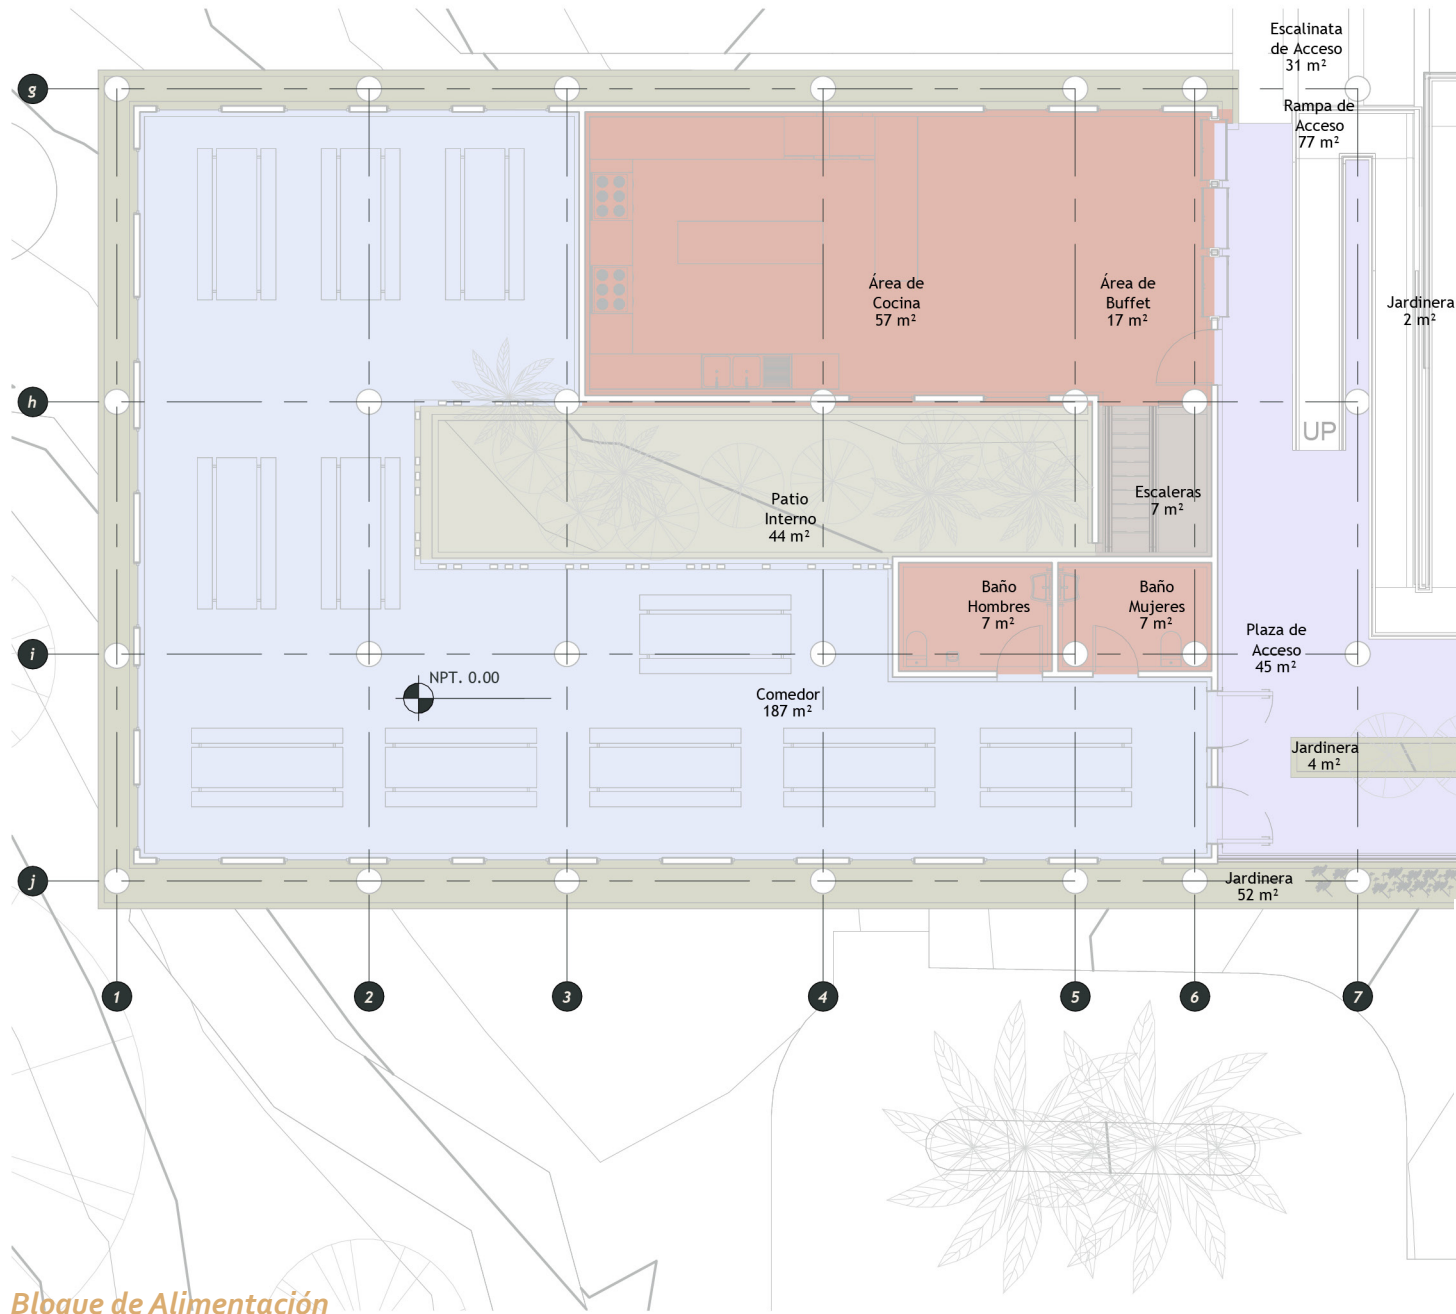 Escalinata
de Acceso
31 m²
g
Rampa de
Acceso
77 m²
Área de
Cocina
57 m²
Área de
Buffet
17 m²
Jardinera
2 m²
h
UP
Patio
Interno
44 m²
Escaleras
7 m²
Baño
Hombres
7 m²
Baño
Mujeres
7 m²
Plaza de
Acceso
45 m²
i
NPT. 0.00
Comedor
187 m²
Jardinera
4 m²
j
Jardinera
52 m²
1
2
3
4
5
6
7
Bloque de Alimentación